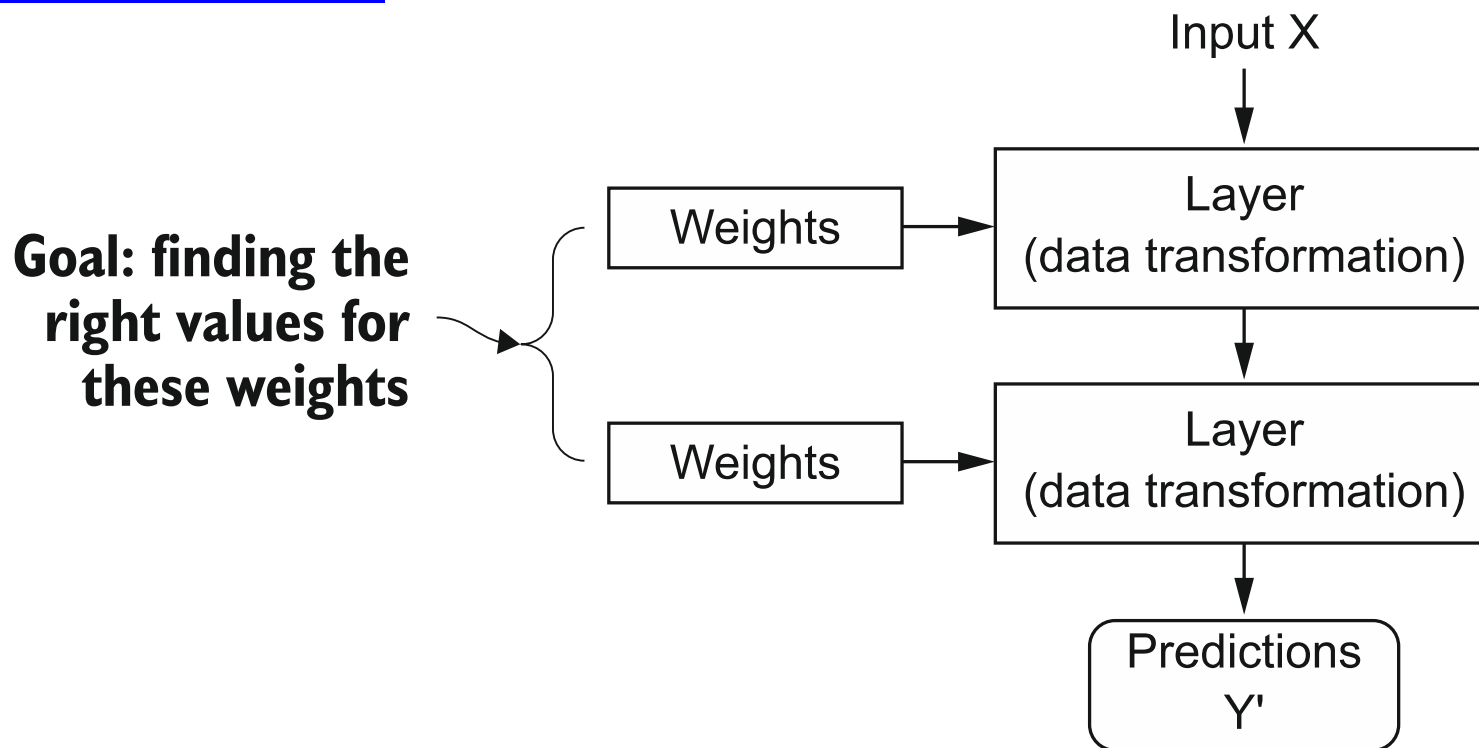 Input X
Goal: finding the
right values for
these weights
Weights
Layer
(data transformation)
Weights
Layer
(data transformation)
Predictions
Y'